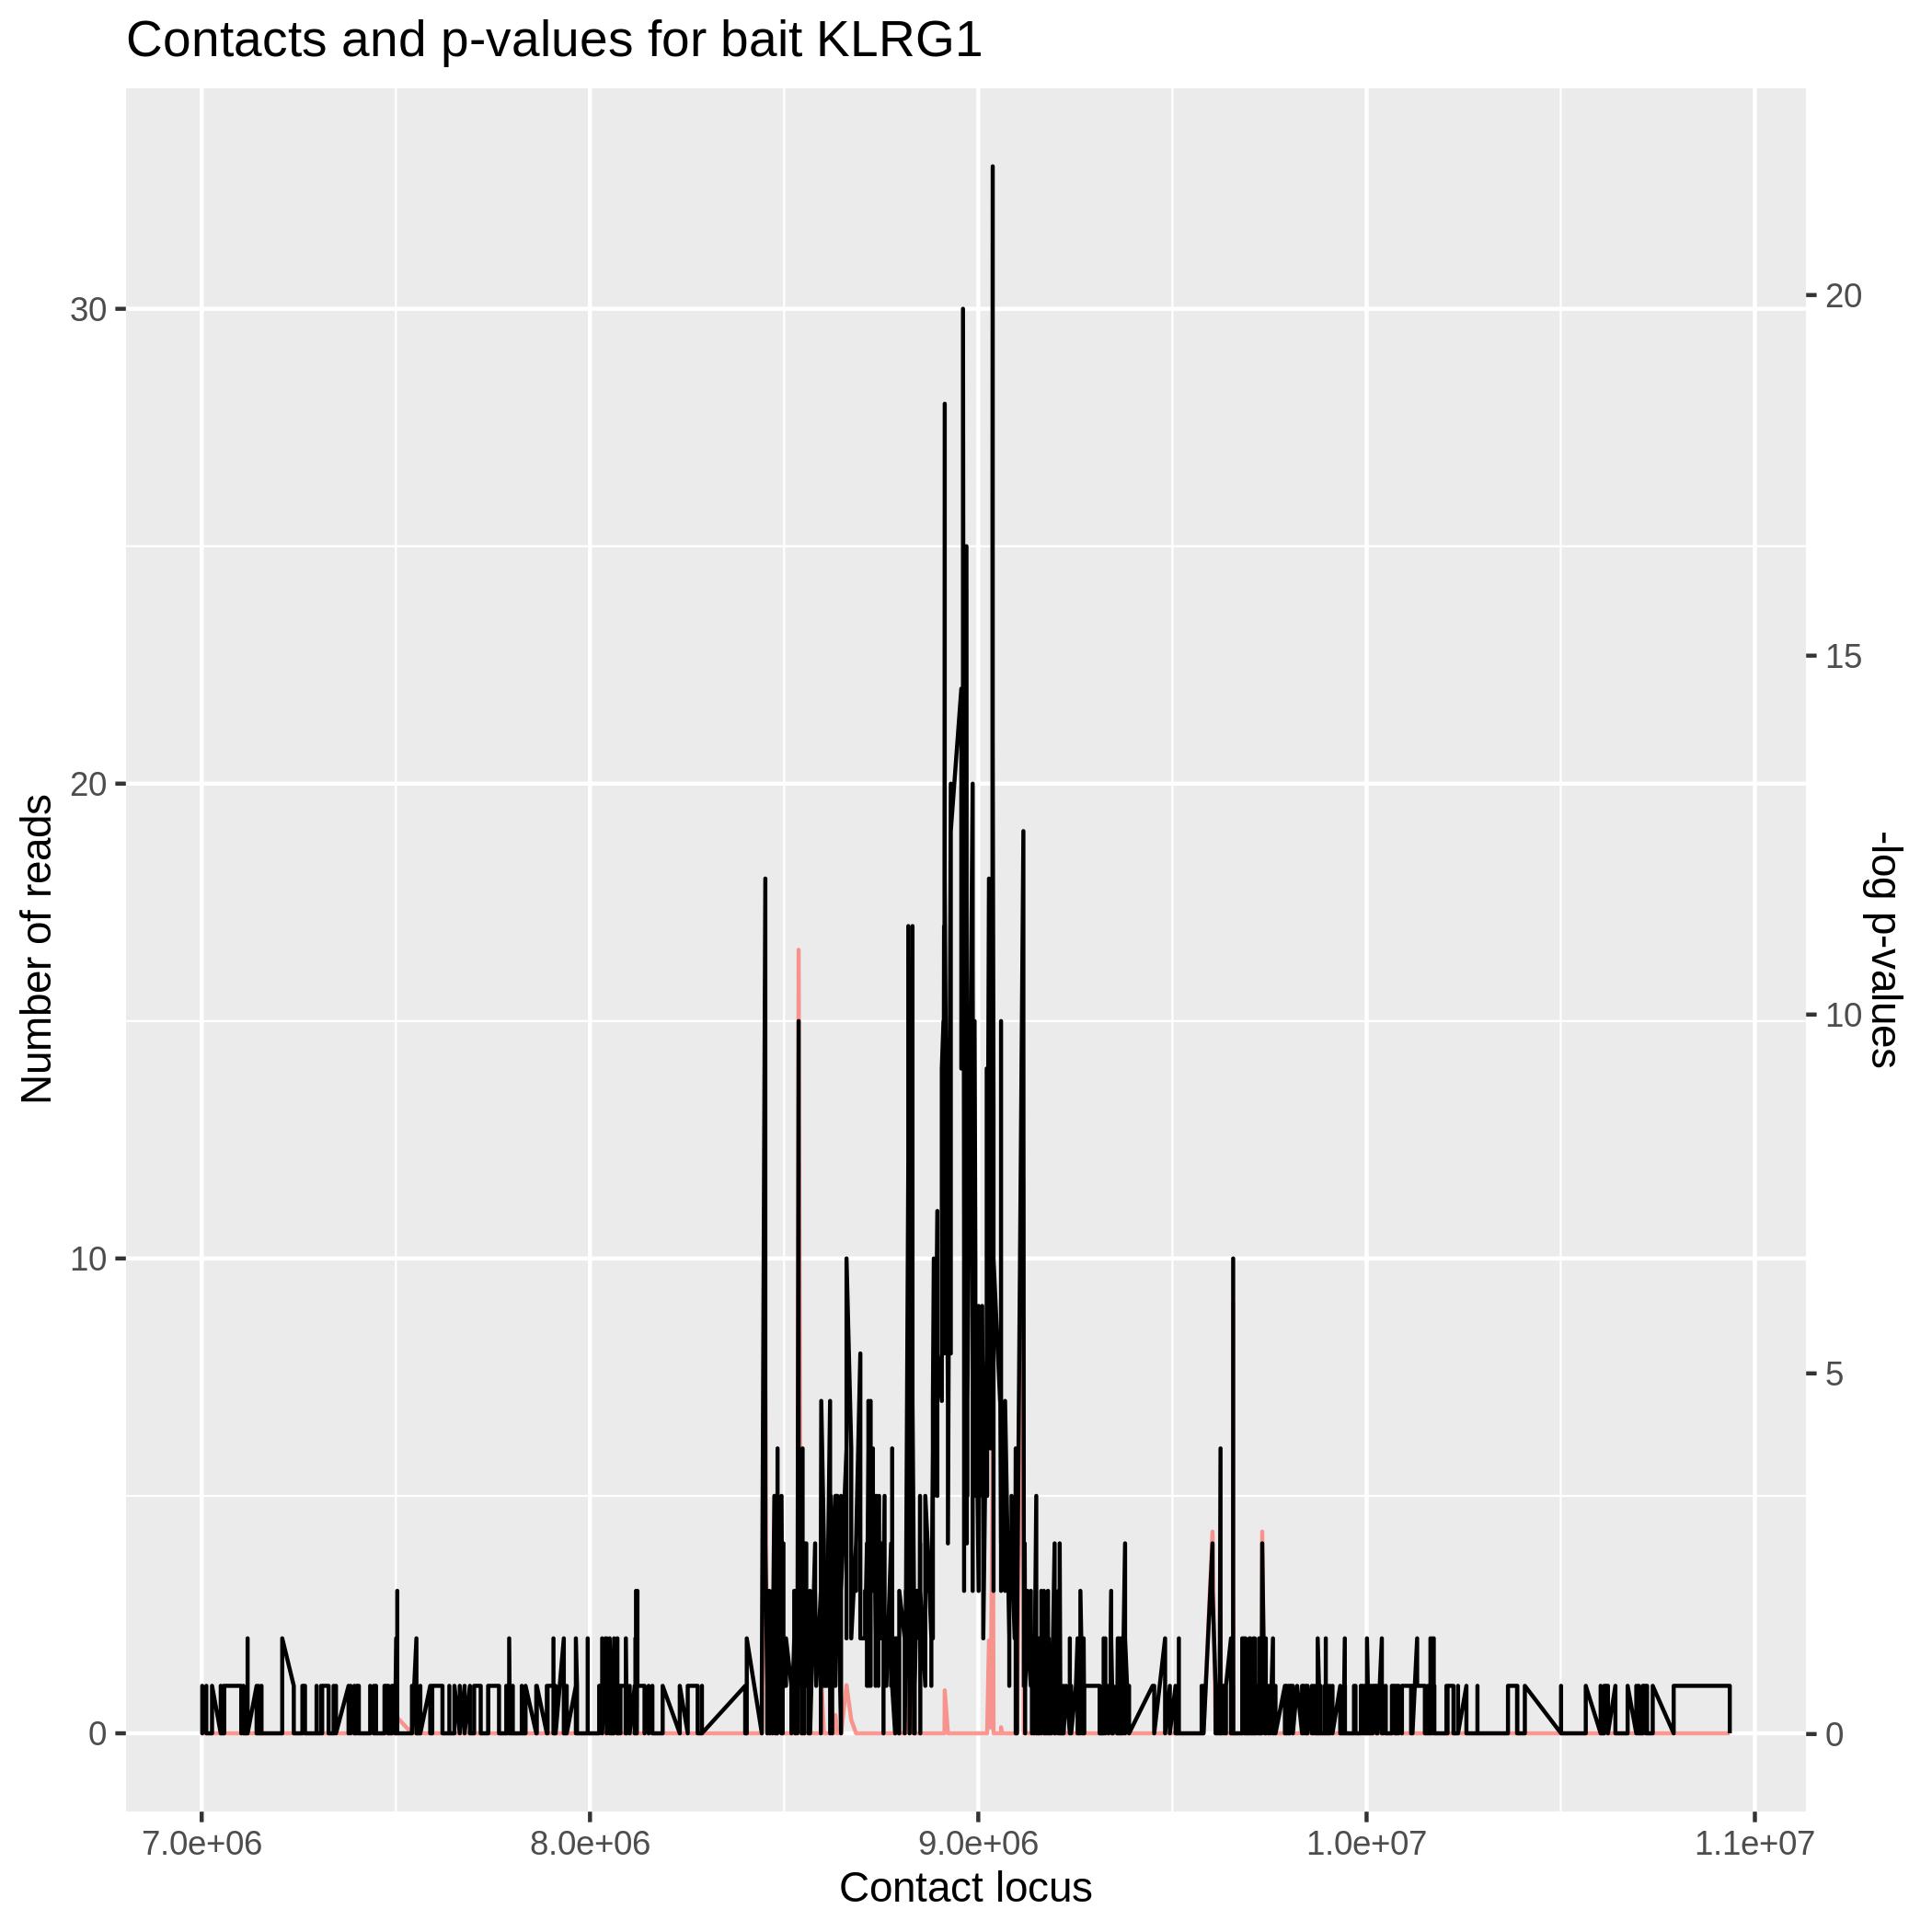 Contacts and p-values for bait KLRG1
30
20
10
0
Number of reads
20
15
10
5
0
-log p-values
7.0e+06
8.0e+06
9.0e+06
1.0e+07
1.1e+07
Contact locus